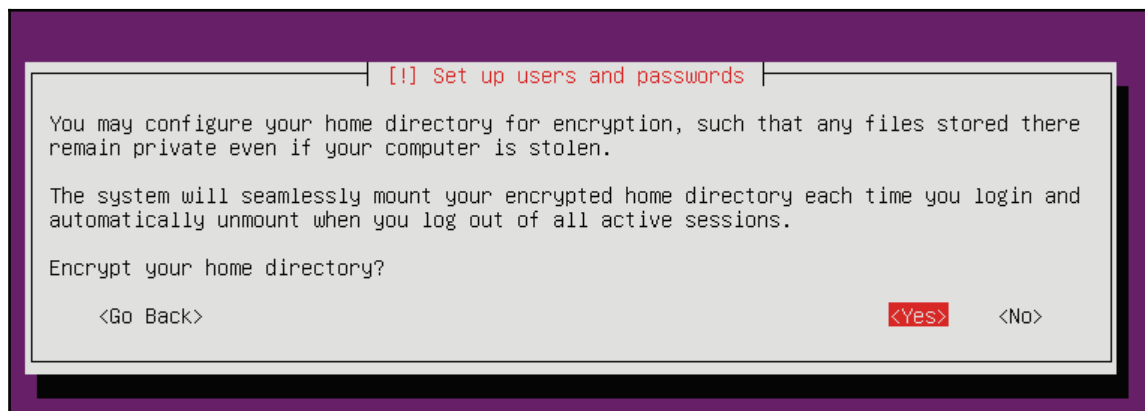 [!] Set up users and passwords
You may configure your home directory for encryption, such that any files stored there
remain private even if your computer is stolen.
The system will seamlessly mount your encrypted home directory each time you login and
automatically unmount when you log out of all active sessions.
Encrypt your home directory?
<Go Back> <Yes> <No>